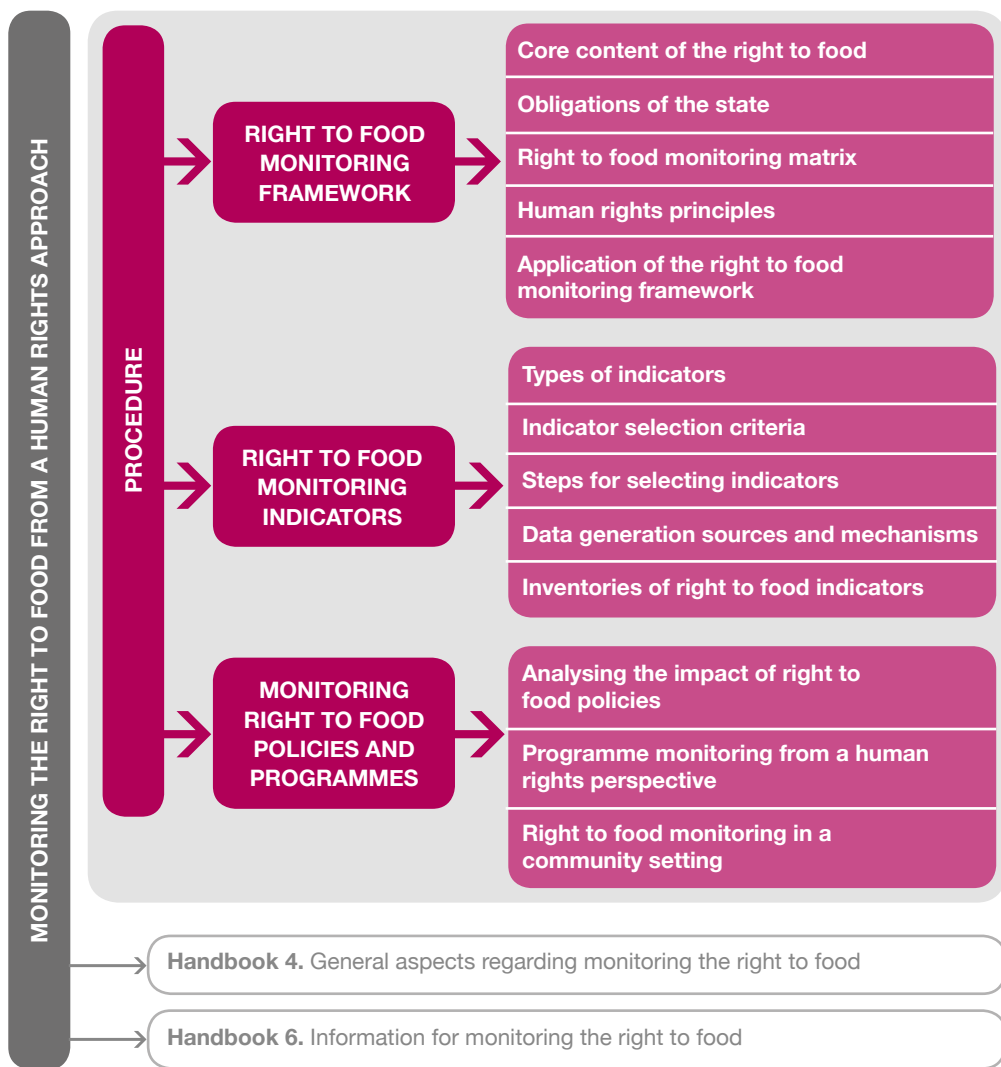 MONITORING THE RIGHT TO FOOD FROM A HUMAN RIGHTS APPROACH
PROCEDURE
RIGHT TO FOOD
MONITORING
FRAMEWORK
Core content of the right to food
Obligations of the state
Right to food monitoring matrix
Human rights principles
Application of the right to food
monitoring framework
RIGHT TO FOOD
MONITORING
INDICATORS
Types of indicators
Indicator selection criteria
Steps for selecting indicators
Data generation sources and mechanisms
Inventories of right to food indicators
MONITORING
RIGHT TO FOOD
POLICIES AND
PROGRAMMES
Analysing the impact of right to
food policies
Programme monitoring from a human
rights perspective
Right to food monitoring in a
community setting
Handbook 4. General aspects regarding monitoring the right to food
Handbook 6. Information for monitoring the right to food